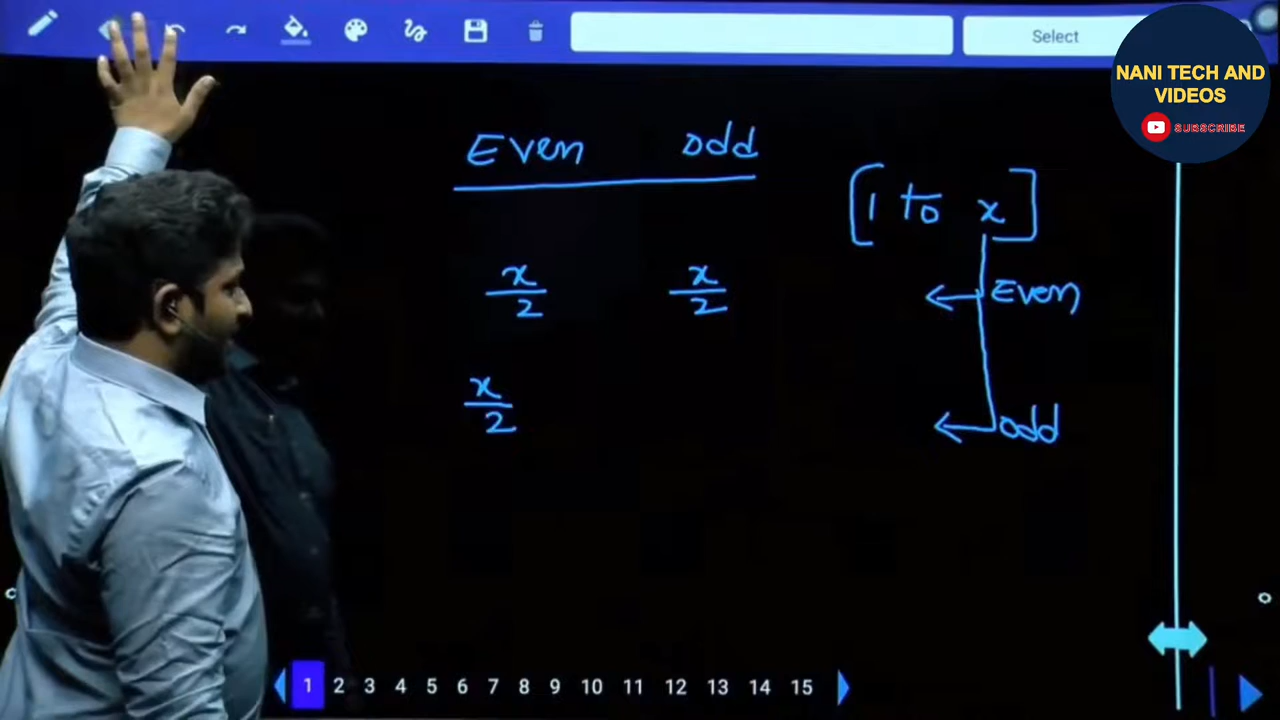 Select
NANI TECH AND
VIDEOS
SUBSCRIBE
Even odd
[1 to x]
x/2 x/2
Even
x/2
odd
1 2 3 4 5 6 7 8 9 10 11 12 13 14 15